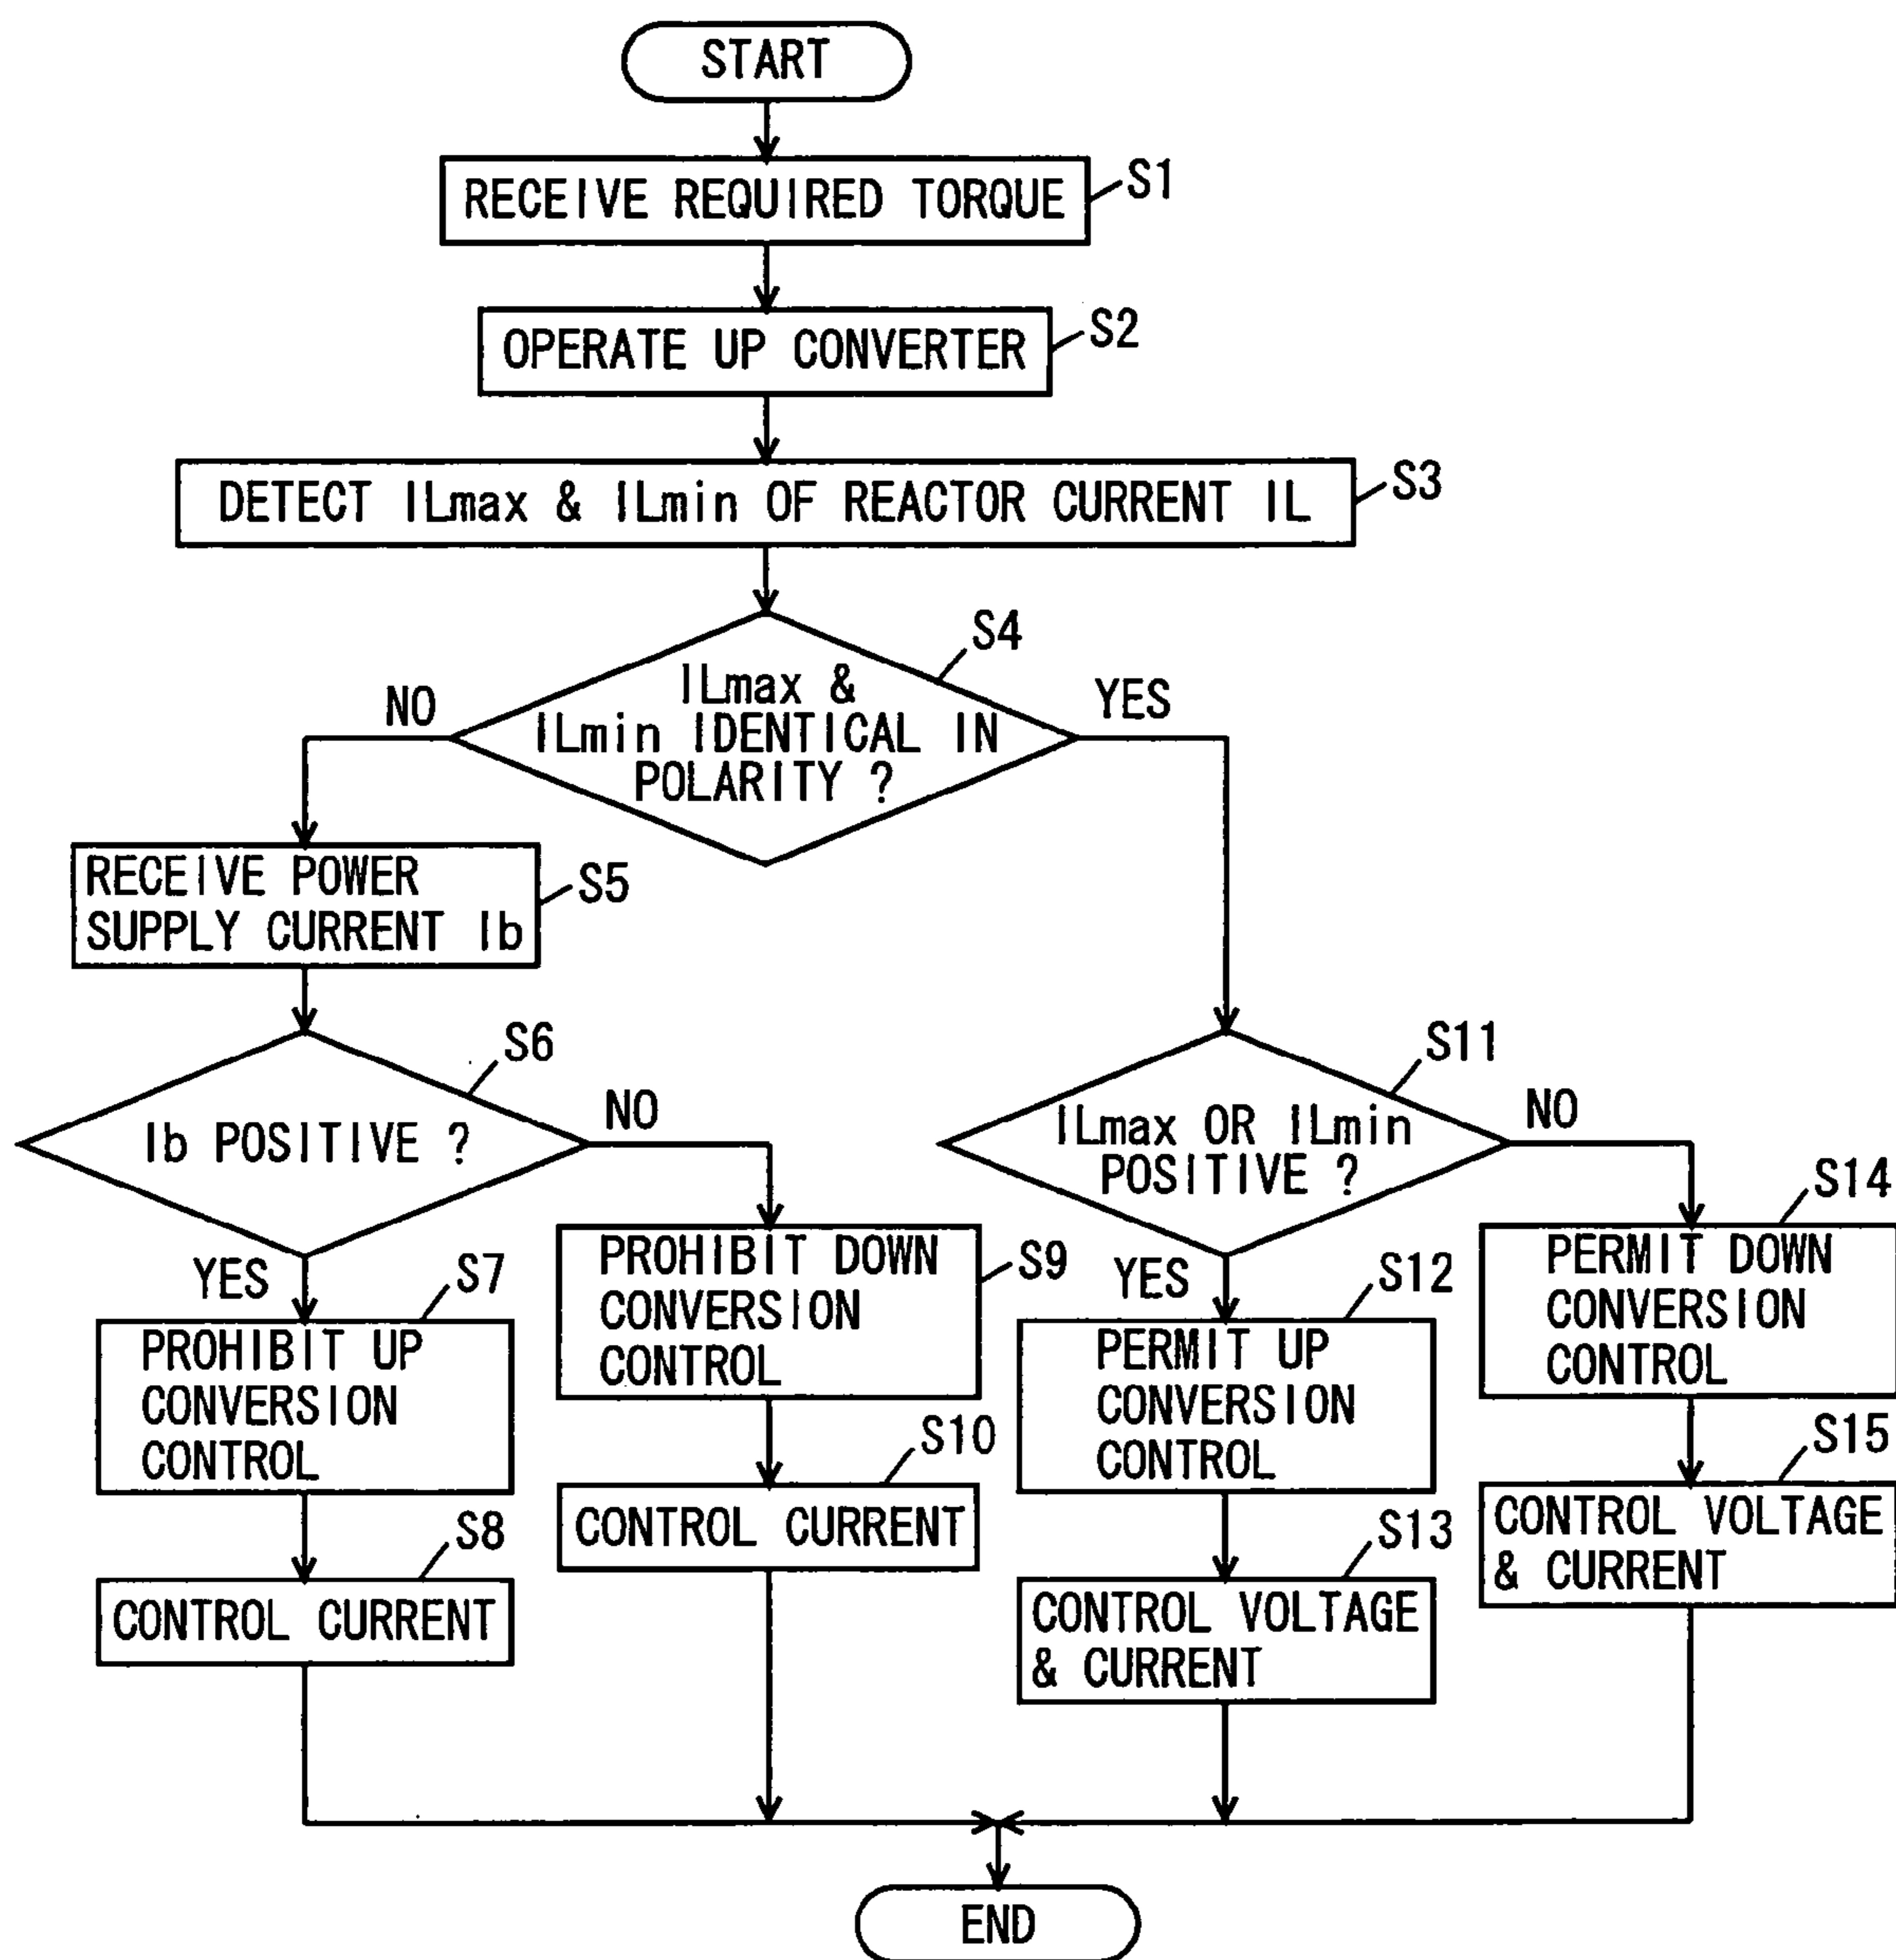 START
RECEIVE REQUIRED TORQUE
S1
OPERATE UP CONVERTER
S2
DETECT ILmax & ILmin OF REACTOR CURRENT IL
S3
S4
ILmax &
ILmin IDENTICAL IN
POLARITY ?
NO
YES
RECEIVE POWER
SUPPLY CURRENT Ib
S5
S6
Ib POSITIVE ?
NO
YES
S7
PROHIBIT UP
CONVERSION
CONTROL
S8
CONTROL CURRENT
PROHIBIT DOWN
CONVERSION
CONTROL
S9
S10
CONTROL CURRENT
S11
ILmax OR ILmin
POSITIVE ?
NO
YES
S12
PERMIT UP
CONVERSION
CONTROL
S13
CONTROL VOLTAGE
& CURRENT
S14
PERMIT DOWN
CONVERSION
CONTROL
S15
CONTROL VOLTAGE
& CURRENT
END